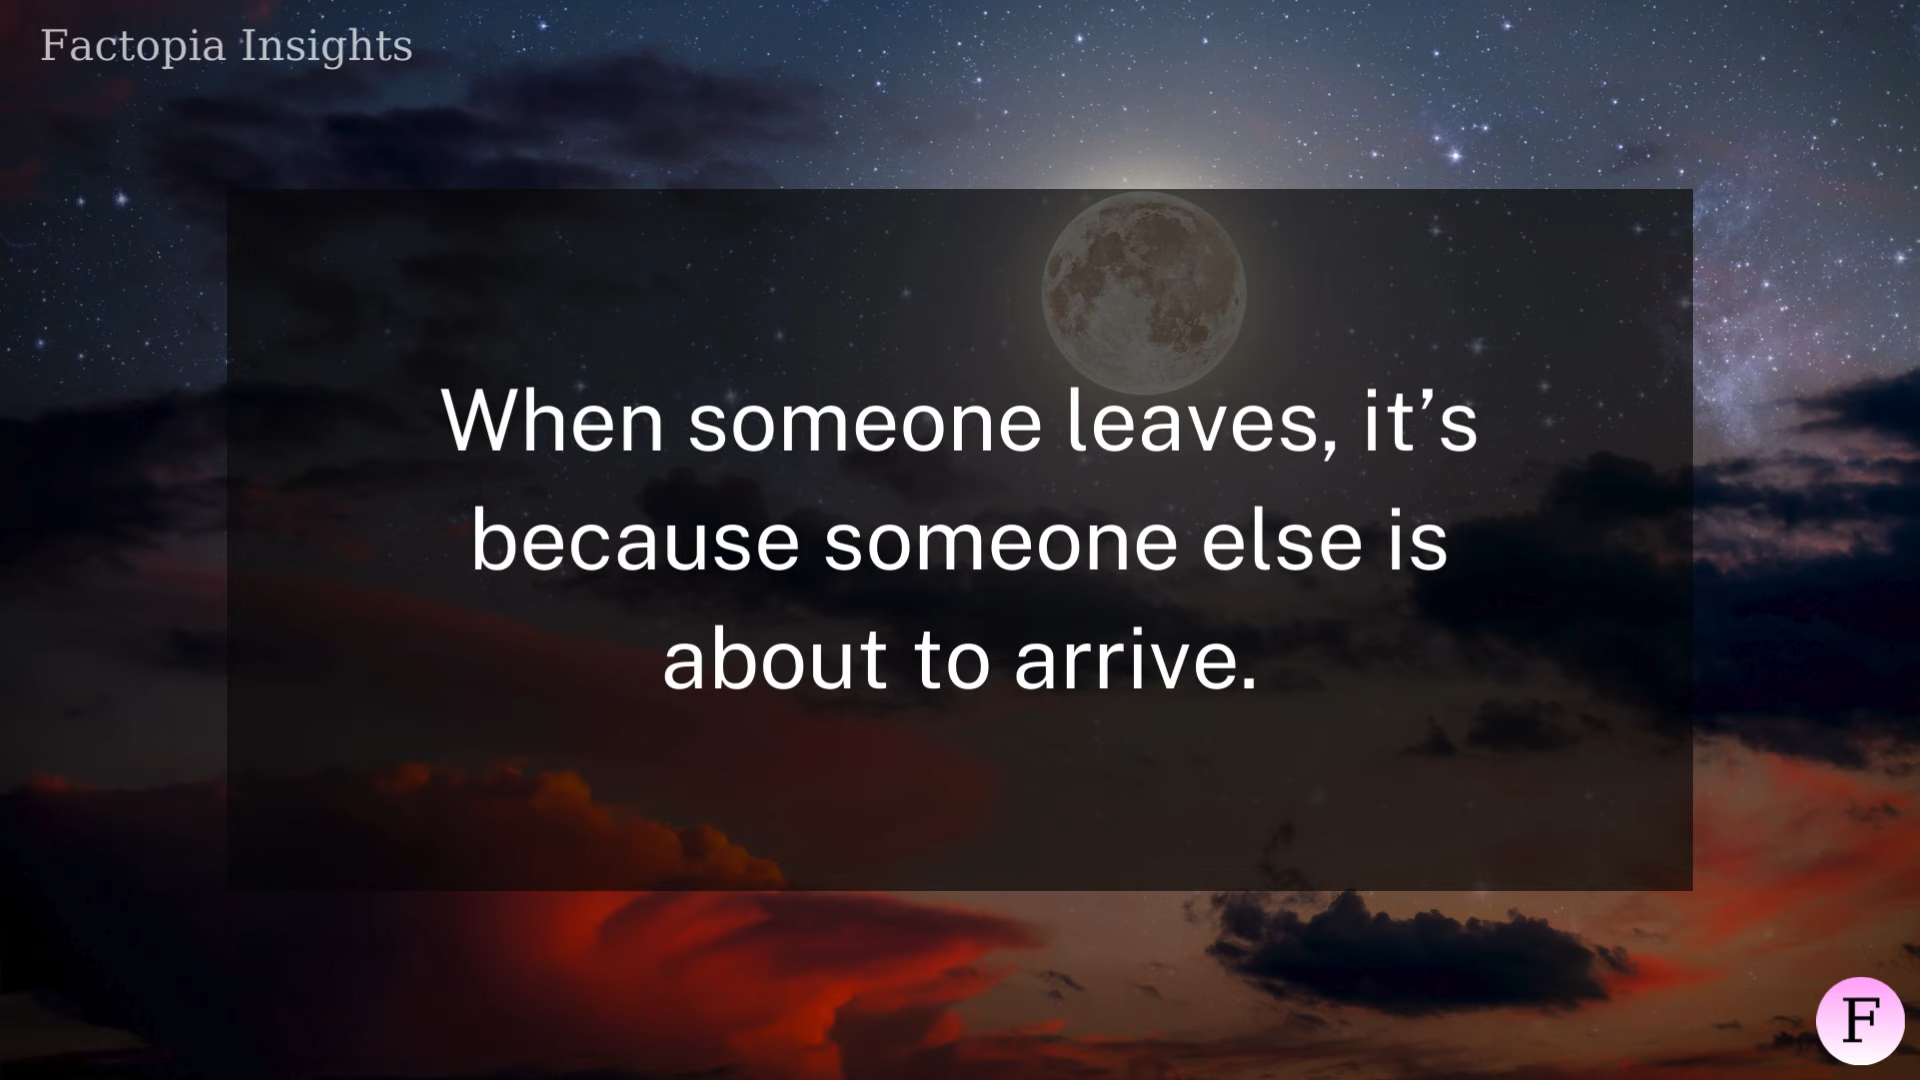 Factopia Insights
When someone leaves, it’s
because someone else is
about to arrive.
F